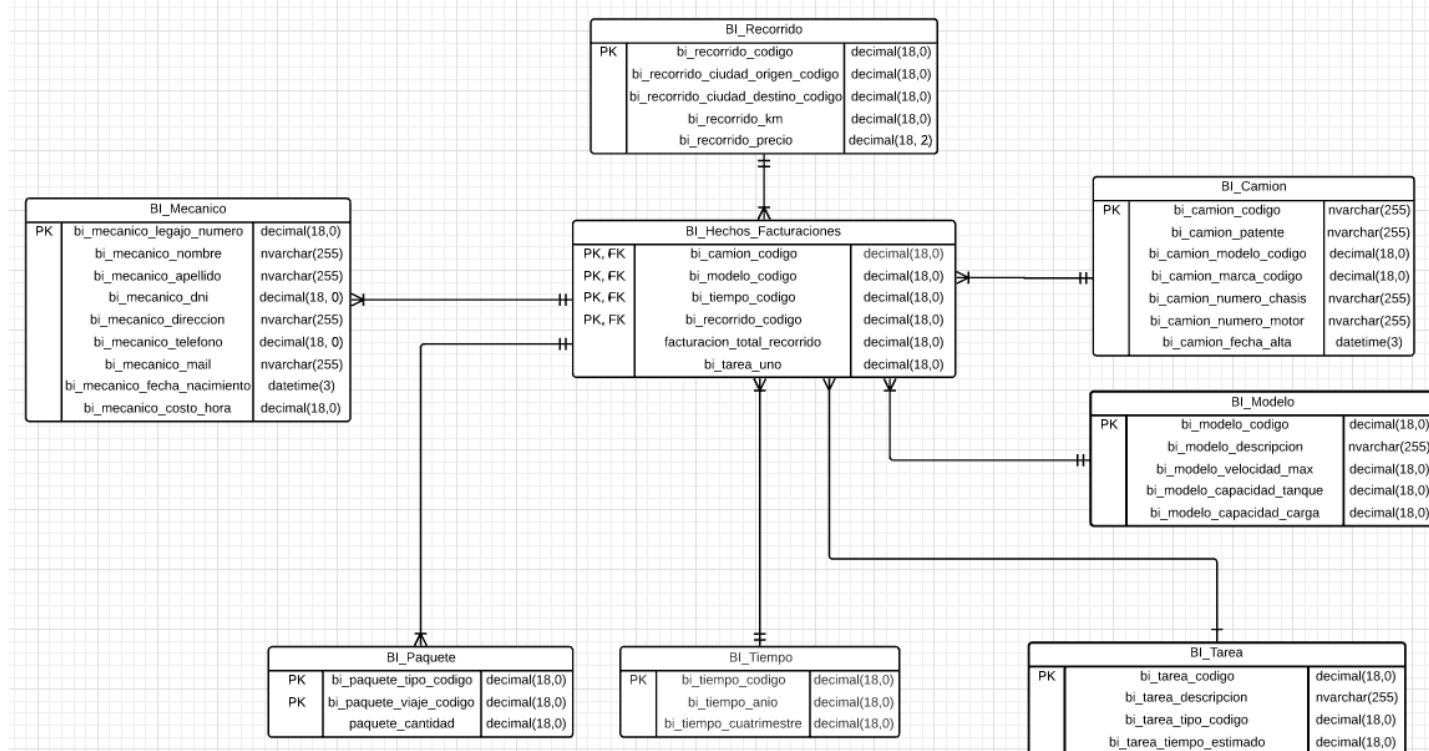 BI_Recorrido
PK bi_recorrido_codigo decimal(18,0)
bi_recorrido_ciudad_origen_codigo decimal(18,0)
bi_recorrido_ciudad_destino_codigo decimal(18,0)
bi_recorrido_km decimal(18,0)
bi_recorrido_precio decimal(18, 2)
BI_Mecanico
PK bi_mecanico_legajo_numero decimal(18,0)
bi_mecanico_nombre nvarchar(255)
bi_mecanico_apellido nvarchar(255)
bi_mecanico_dni decimal(18, 0)
bi_mecanico_direccion nvarchar(255)
bi_mecanico_telefono decimal(18, 0)
bi_mecanico_mail nvarchar(255)
bi_mecanico_fecha_nacimiento datetime(3)
bi_mecanico_costo_hora decimal(18,0)
BI_Hechos_Facturaciones
PK, FK bi_camion_codigo decimal(18,0)
PK, FK bi_modelo_codigo decimal(18,0)
PK, FK bi_tiempo_codigo decimal(18,0)
PK, FK bi_recorrido_codigo decimal(18,0)
facturacion_total_recorrido decimal(18,0)
bi_tarea_uno decimal(18,0)
BI_Camion
PK bi_camion_codigo nvarchar(255)
bi_camion_patente nvarchar(255)
bi_camion_modelo_codigo decimal(18,0)
bi_camion_marca_codigo decimal(18,0)
bi_camion_numero_chasis nvarchar(255)
bi_camion_numero_motor nvarchar(255)
bi_camion_fecha_alta datetime(3)
BI_Modelo
PK bi_modelo_codigo decimal(18,0)
bi_modelo_descripcion nvarchar(255)
bi_modelo_velocidad_max decimal(18,0)
bi_modelo_capacidad_tanque decimal(18,0)
bi_modelo_capacidad_carga decimal(18,0)
BI_Paquete
PK bi_paquete_tipo_codigo decimal(18,0)
PK bi_paquete_viaje_codigo decimal(18,0)
paquete_cantidad decimal(18,0)
BI_Tiempo
PK bi_tiempo_codigo decimal(18,0)
bi_tiempo_anio decimal(18,0)
bi_tiempo_cuatrimestre decimal(18,0)
BI_Tarea
PK bi_tarea_codigo decimal(18,0)
bi_tarea_descripcion nvarchar(255)
bi_tarea_tipo_codigo decimal(18,0)
bi_tarea_tiempo_estimado decimal(18,0)